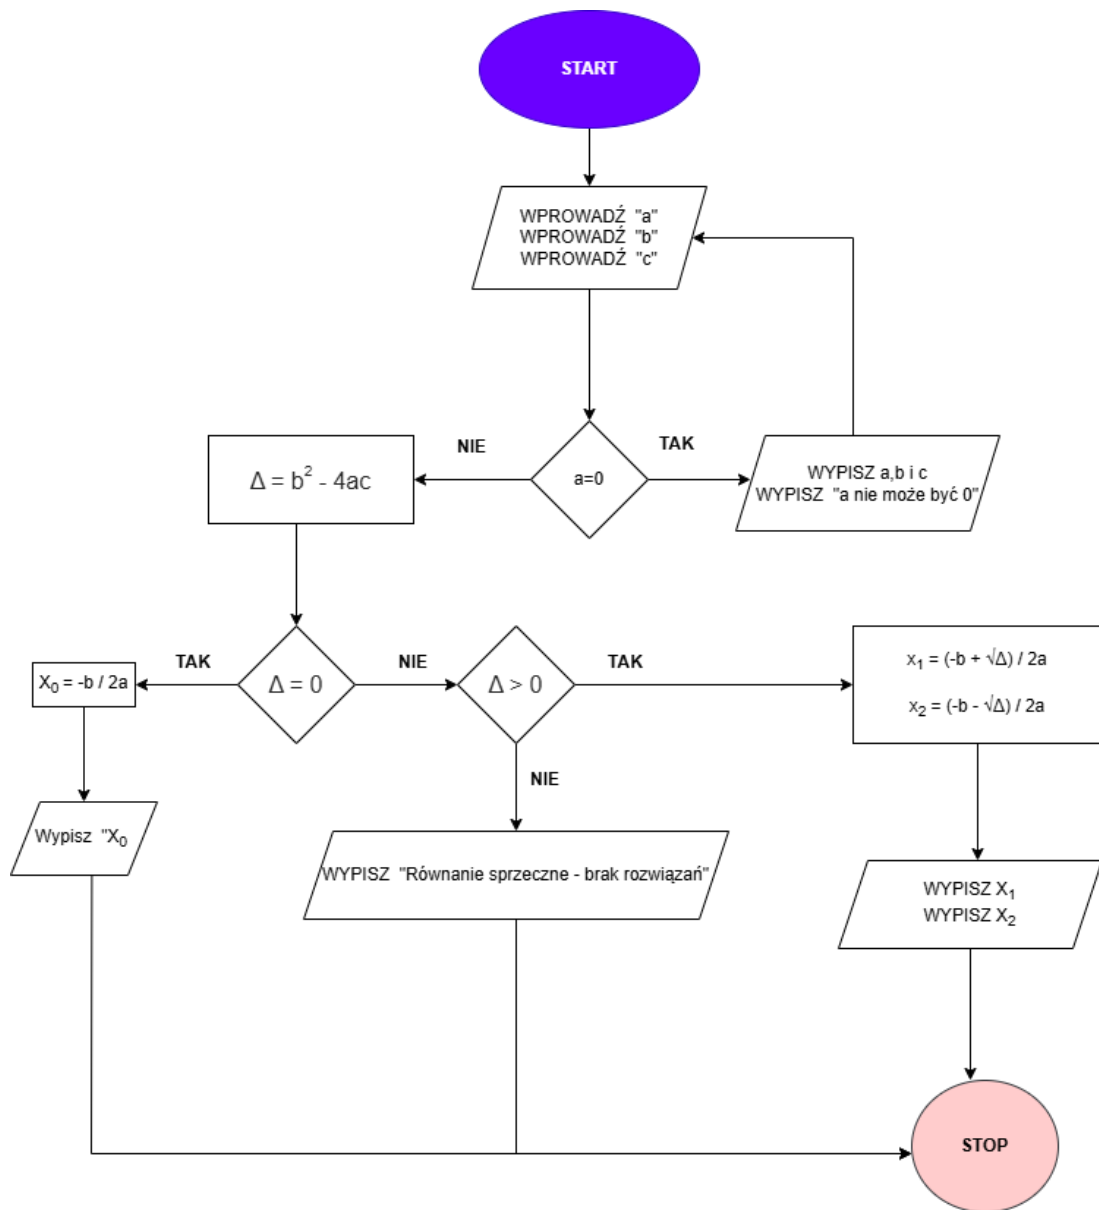 START
WPROWADŹ "a"
WPROWADŹ "b"
WPROWADŹ "c"
NIE
TAK
a=0
WYPISZ a,b i c
WYPISZ "a nie może być 0"
Δ = b² - 4ac
TAK
Δ = 0
NIE
Δ > 0
TAK
X₀ = -b / 2a
x₁ = (-b + √Δ) / 2a
x₂ = (-b - √Δ) / 2a
NIE
Wypisz "X₀
WYPISZ "Równanie sprzeczne - brak rozwiązań"
WYPISZ X₁
WYPISZ X₂
STOP